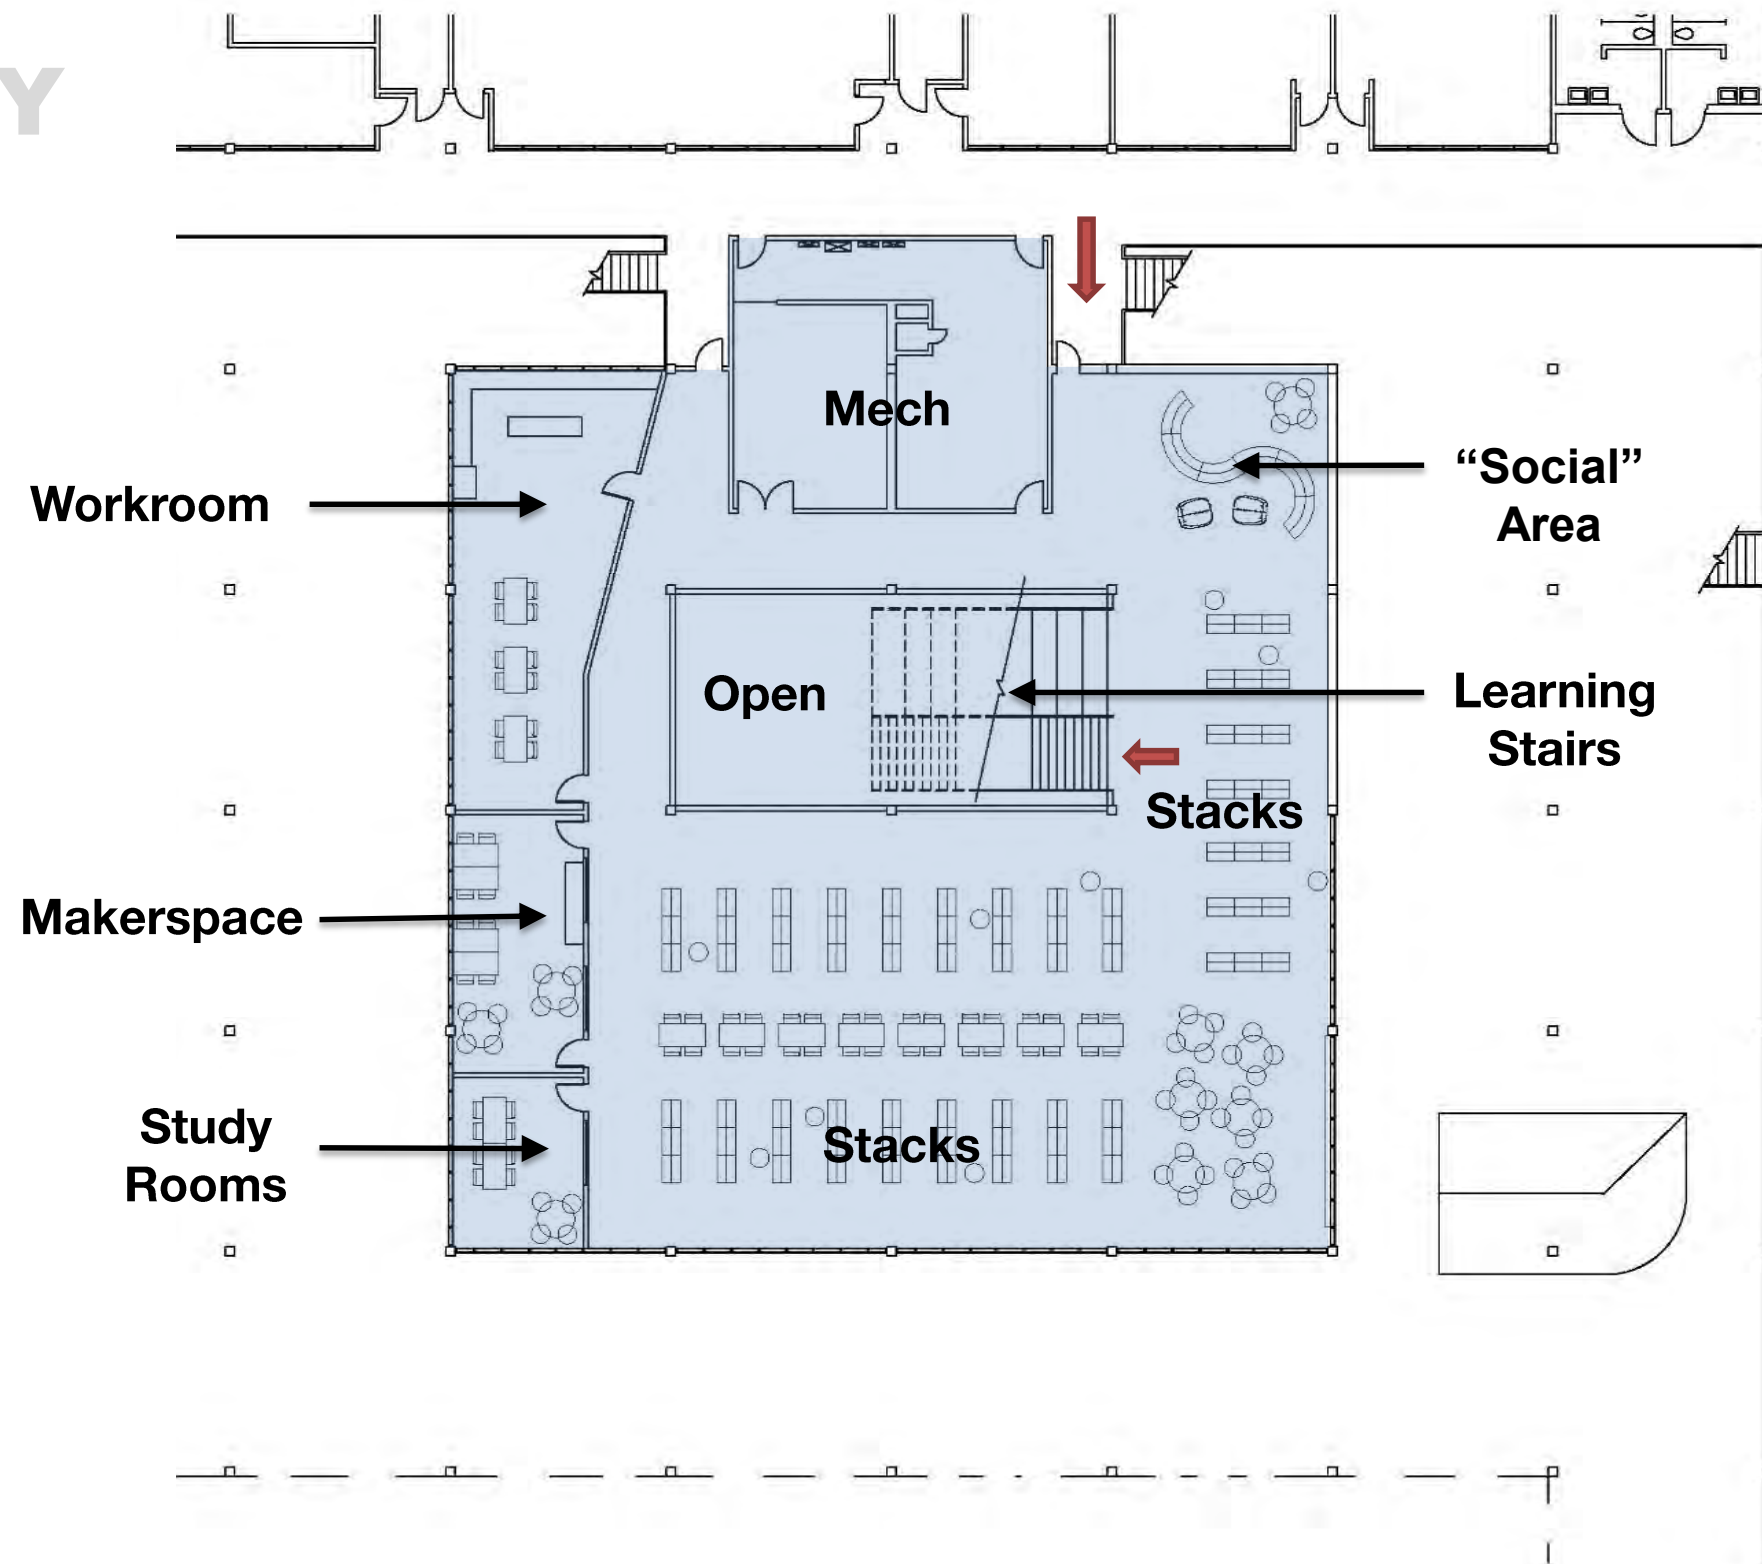 Y
Mech
“Social”
Area
Workroom
Open
Learning
Stairs
Stacks
Makerspace
Study
Rooms
Stacks